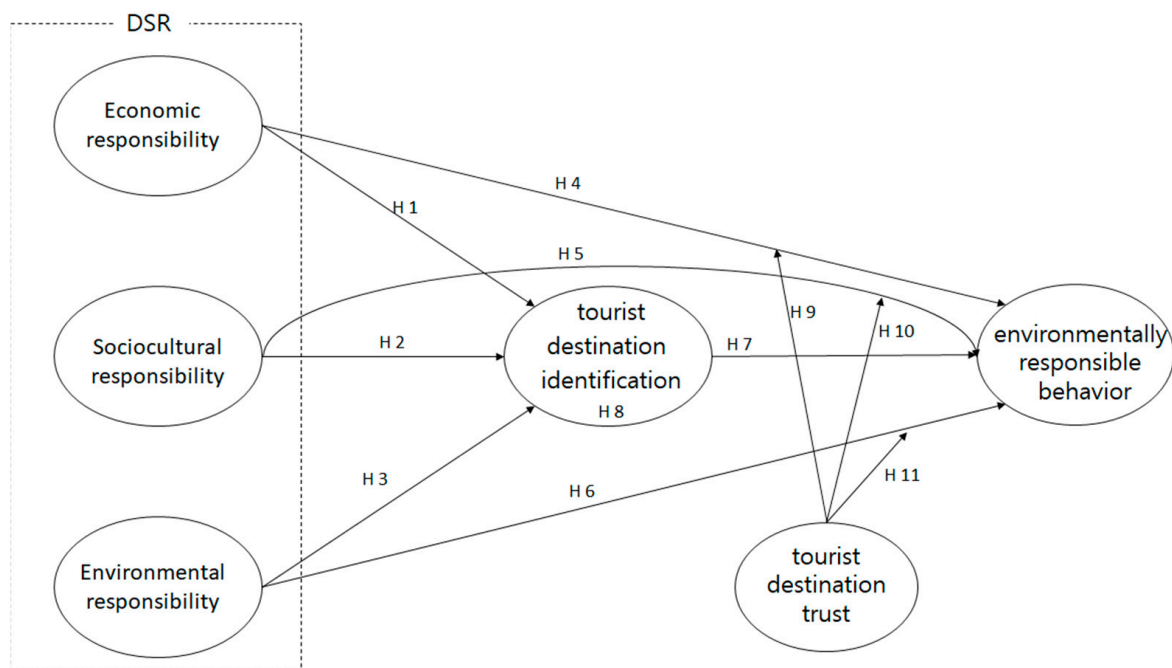 DSR
Economic
responsibility
H 4
H 1
H 5
Sociocultural
responsibility
H 2
tourist
destination
identification
H 8
H 7
H 9
H 10
environmentally
responsible
behavior
H 3
H 6
H 11
Environmental
responsibility
tourist
destination
trust